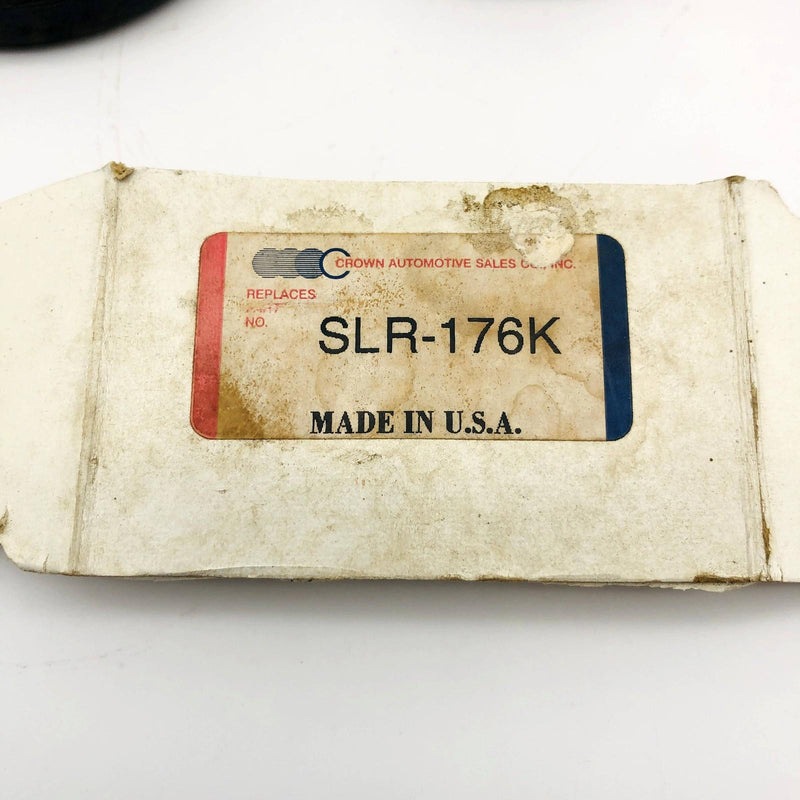 CROWN AUTOMOTIVE SALES CO., INC.
REPLACES
NO.
SLR-176K
MADE IN U.S.A.